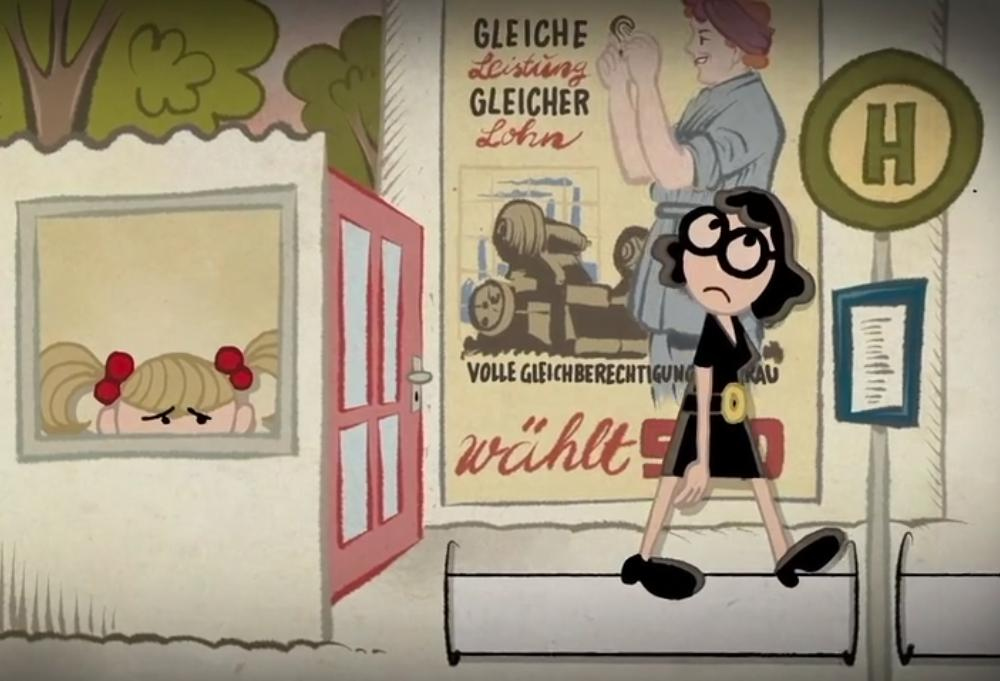 GLEICHE
Leistung
GLEICHER
Lohn
VOLLE GLEICHBERECHTIGUNG
wählt
H